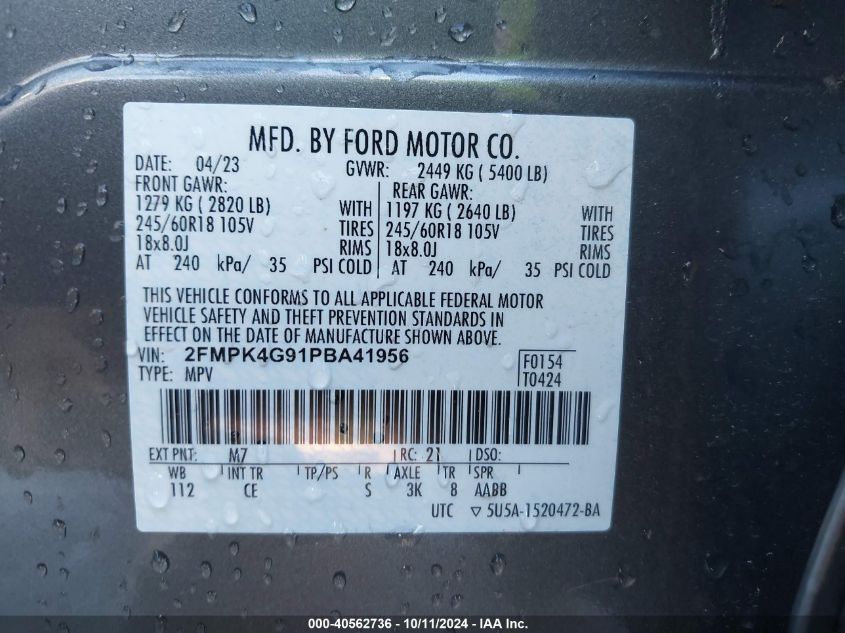 MFD. BY FORD MOTOR CO.
DATE: 04/23 GVWR: 2449 KG ( 5400 LB)
FRONT GAWR: REAR GAWR:
1279 KG ( 2820 LB) WITH 1197 KG ( 2640 LB) WITH
245/60R18 105V TIRES 245/60R18 105V TIRES
18x8.0J RIMS 18x8.0J RIMS
AT 240 kPa/ 35 PSI COLD AT 240 kPa/ 35 PSI COLD
THIS VEHICLE CONFORMS TO ALL APPLICABLE FEDERAL MOTOR
VEHICLE SAFETY AND THEFT PREVENTION STANDARDS IN
EFFECT ON THE DATE OF MANUFACTURE SHOWN ABOVE.
VIN: 2FMPK4G91PBA41956 F0154
TYPE: MPV T0424
EXT PNT: M7 RC: 21 DSO:
WB INT TR TP/PS R AXLE TR SPR
112 CE S 3K 8 AABB
UTC ▽ 5U5A-1520472-BA
000-40562736 - 10/11/2024 - IAA Inc.